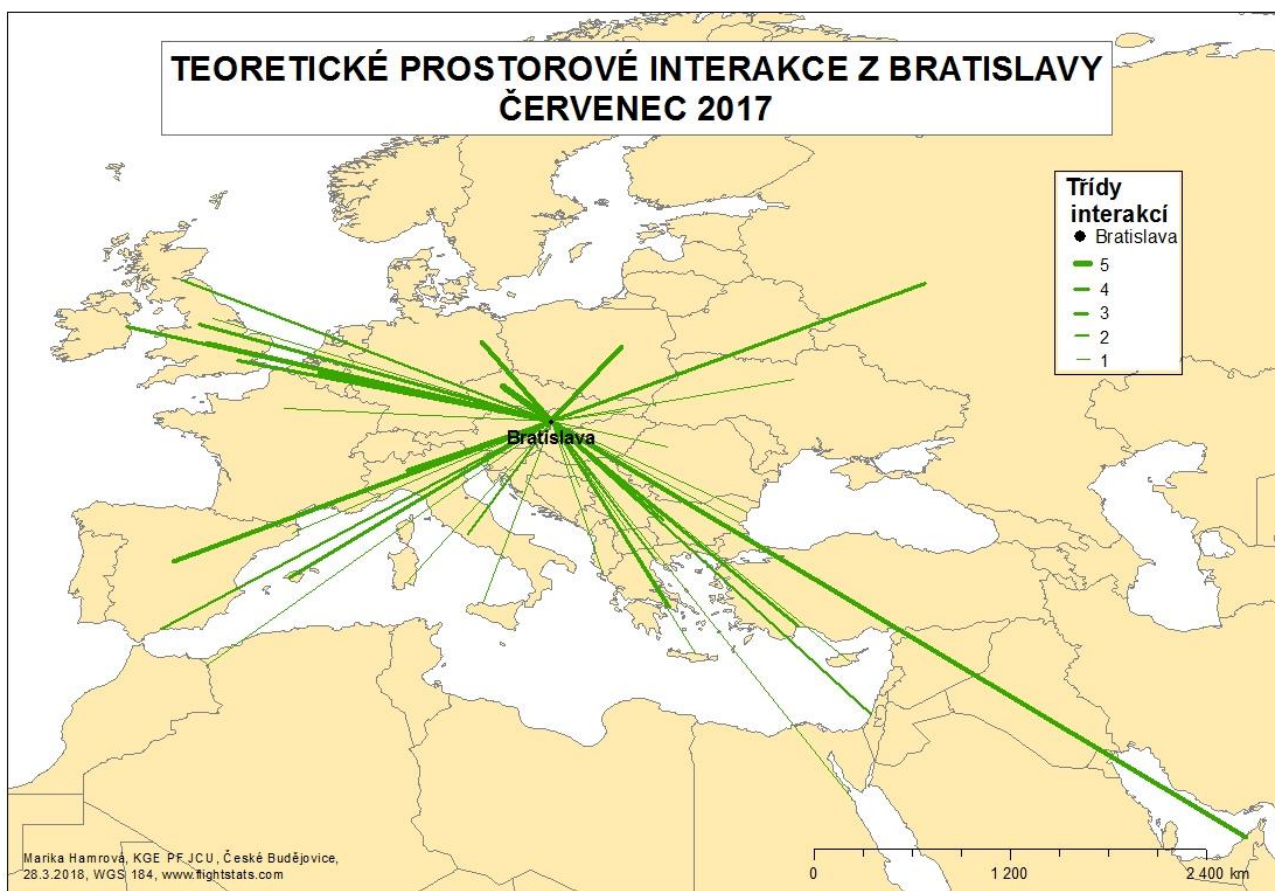 TEORETICKÉ PROSTOROVÉ INTERAKCE Z BRATISLAVY
ČERVENEC 2017
Třídy
interakcí
Bratislava
5
4
3
2
1
Bratislava
Marika Hamrová, KGE PF JCU, České Budějovice,
28.3.2018, WGS 184, www.flightstats.com
0 1 200 2 400 km